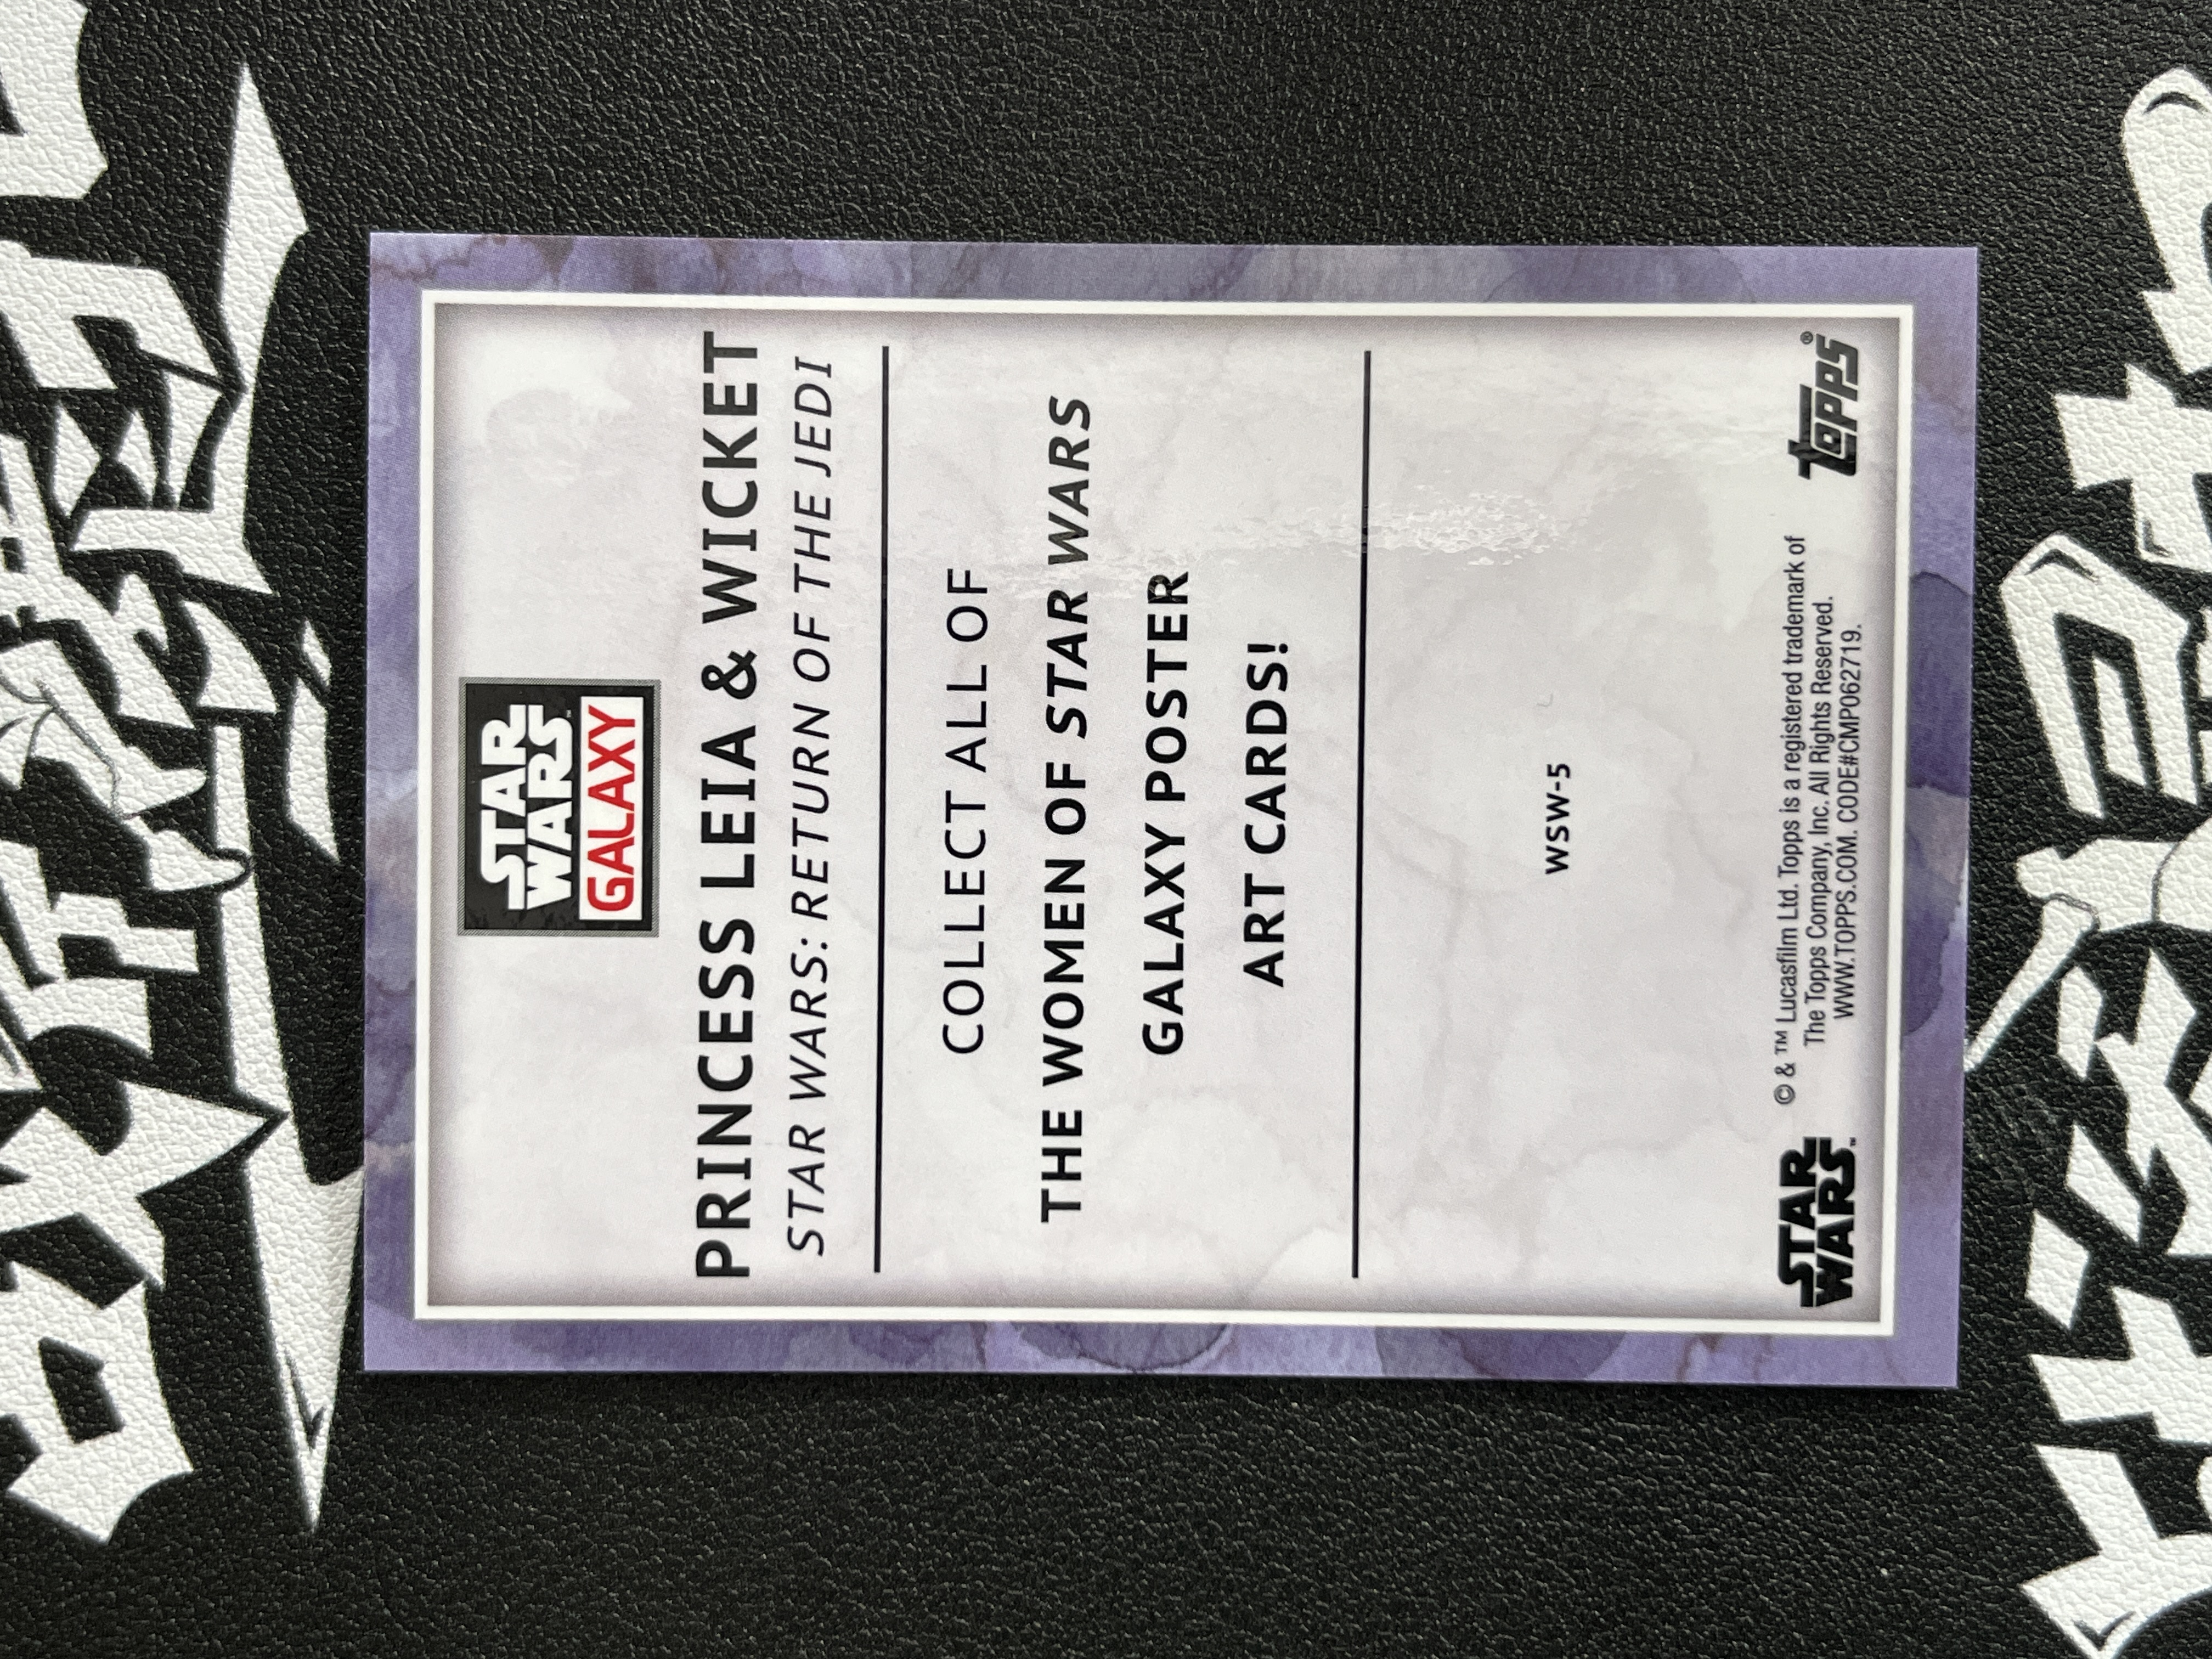 STAR
WARS
GALAXY
PRINCESS LEIA & WICKET
STAR WARS: RETURN OF THE JEDI
COLLECT ALL OF
THE WOMEN OF STAR WARS
GALAXY POSTER
ART CARDS!
WSW-5
STAR
WARS™
© & ™ Lucasfilm Ltd. Topps is a registered trademark of
The Topps Company, Inc. All Rights Reserved.
WWW.TOPPS.COM. CODE#CMP062719.
Topps®